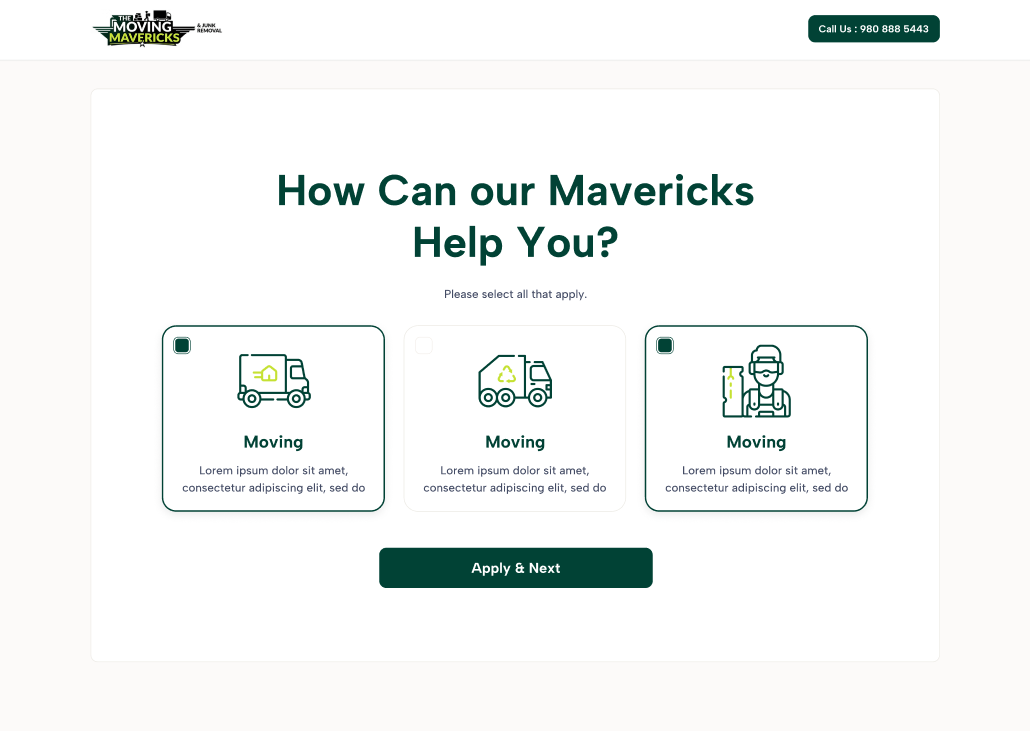 THE
MOVING
MAVERICKS
& JUNK
REMOVAL
Call Us : 980 888 5443
How Can our Mavericks
Help You?
Please select all that apply.
Moving
Lorem ipsum dolor sit amet,
consectetur adipiscing elit, sed do
Moving
Lorem ipsum dolor sit amet,
consectetur adipiscing elit, sed do
Moving
Lorem ipsum dolor sit amet,
consectetur adipiscing elit, sed do
Apply & Next